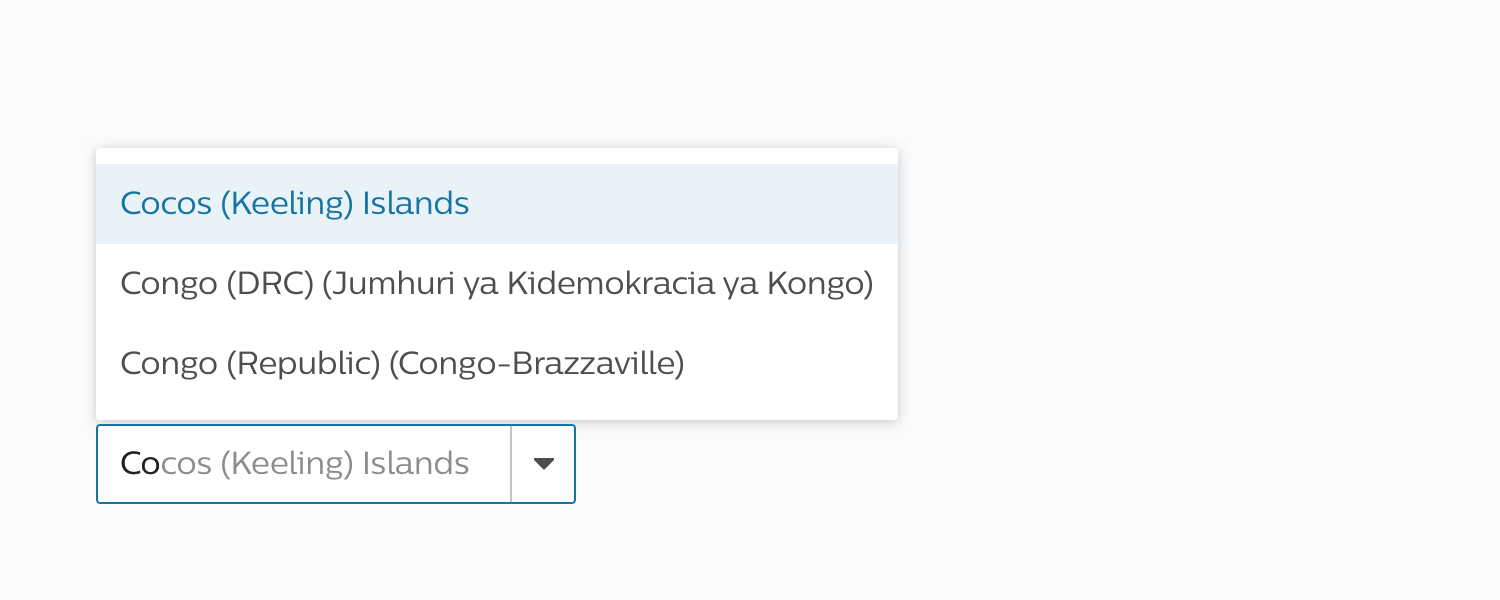 Cocos (Keeling) Islands
Congo (DRC) (Jumhuri ya Kidemokracia ya Kongo)
Congo (Republic) (Congo-Brazzaville)
Cocos (Keeling) Islands